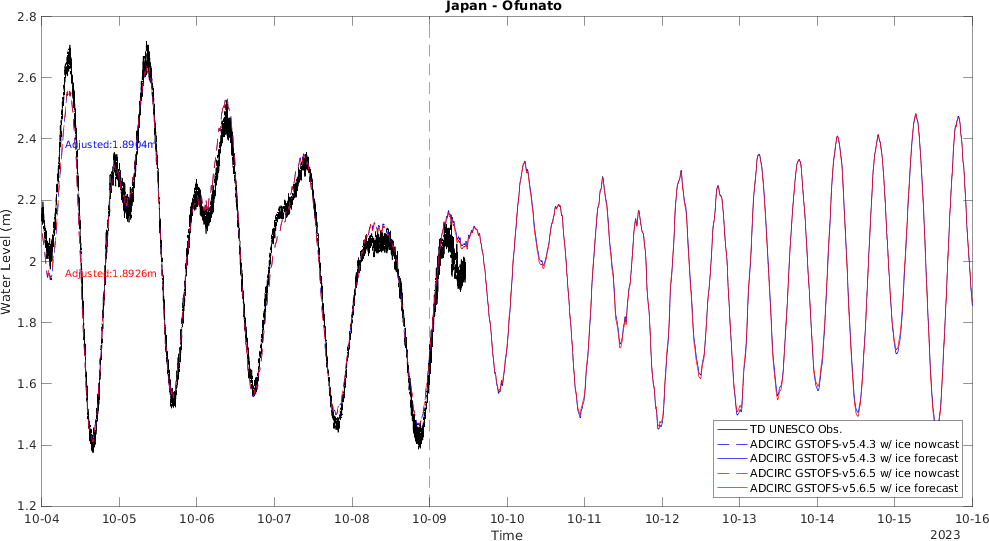 Japan - Ofunato
2.8
2.6
2.4
2.2
2
1.8
1.6
1.4
1.2
Water Level (m)
Adjusted:1.8904m
Adjusted:1.8926m
TD UNESCO Obs.
ADCIRC GSTOFS-v5.4.3 w/ ice nowcast
ADCIRC GSTOFS-v5.4.3 w/ ice forecast
ADCIRC GSTOFS-v5.6.5 w/ ice nowcast
ADCIRC GSTOFS-v5.6.5 w/ ice forecast
10-04 10-05 10-06 10-07 10-08 10-09 10-10 10-11 10-12 10-13 10-14 10-15 10-16
Time
2023